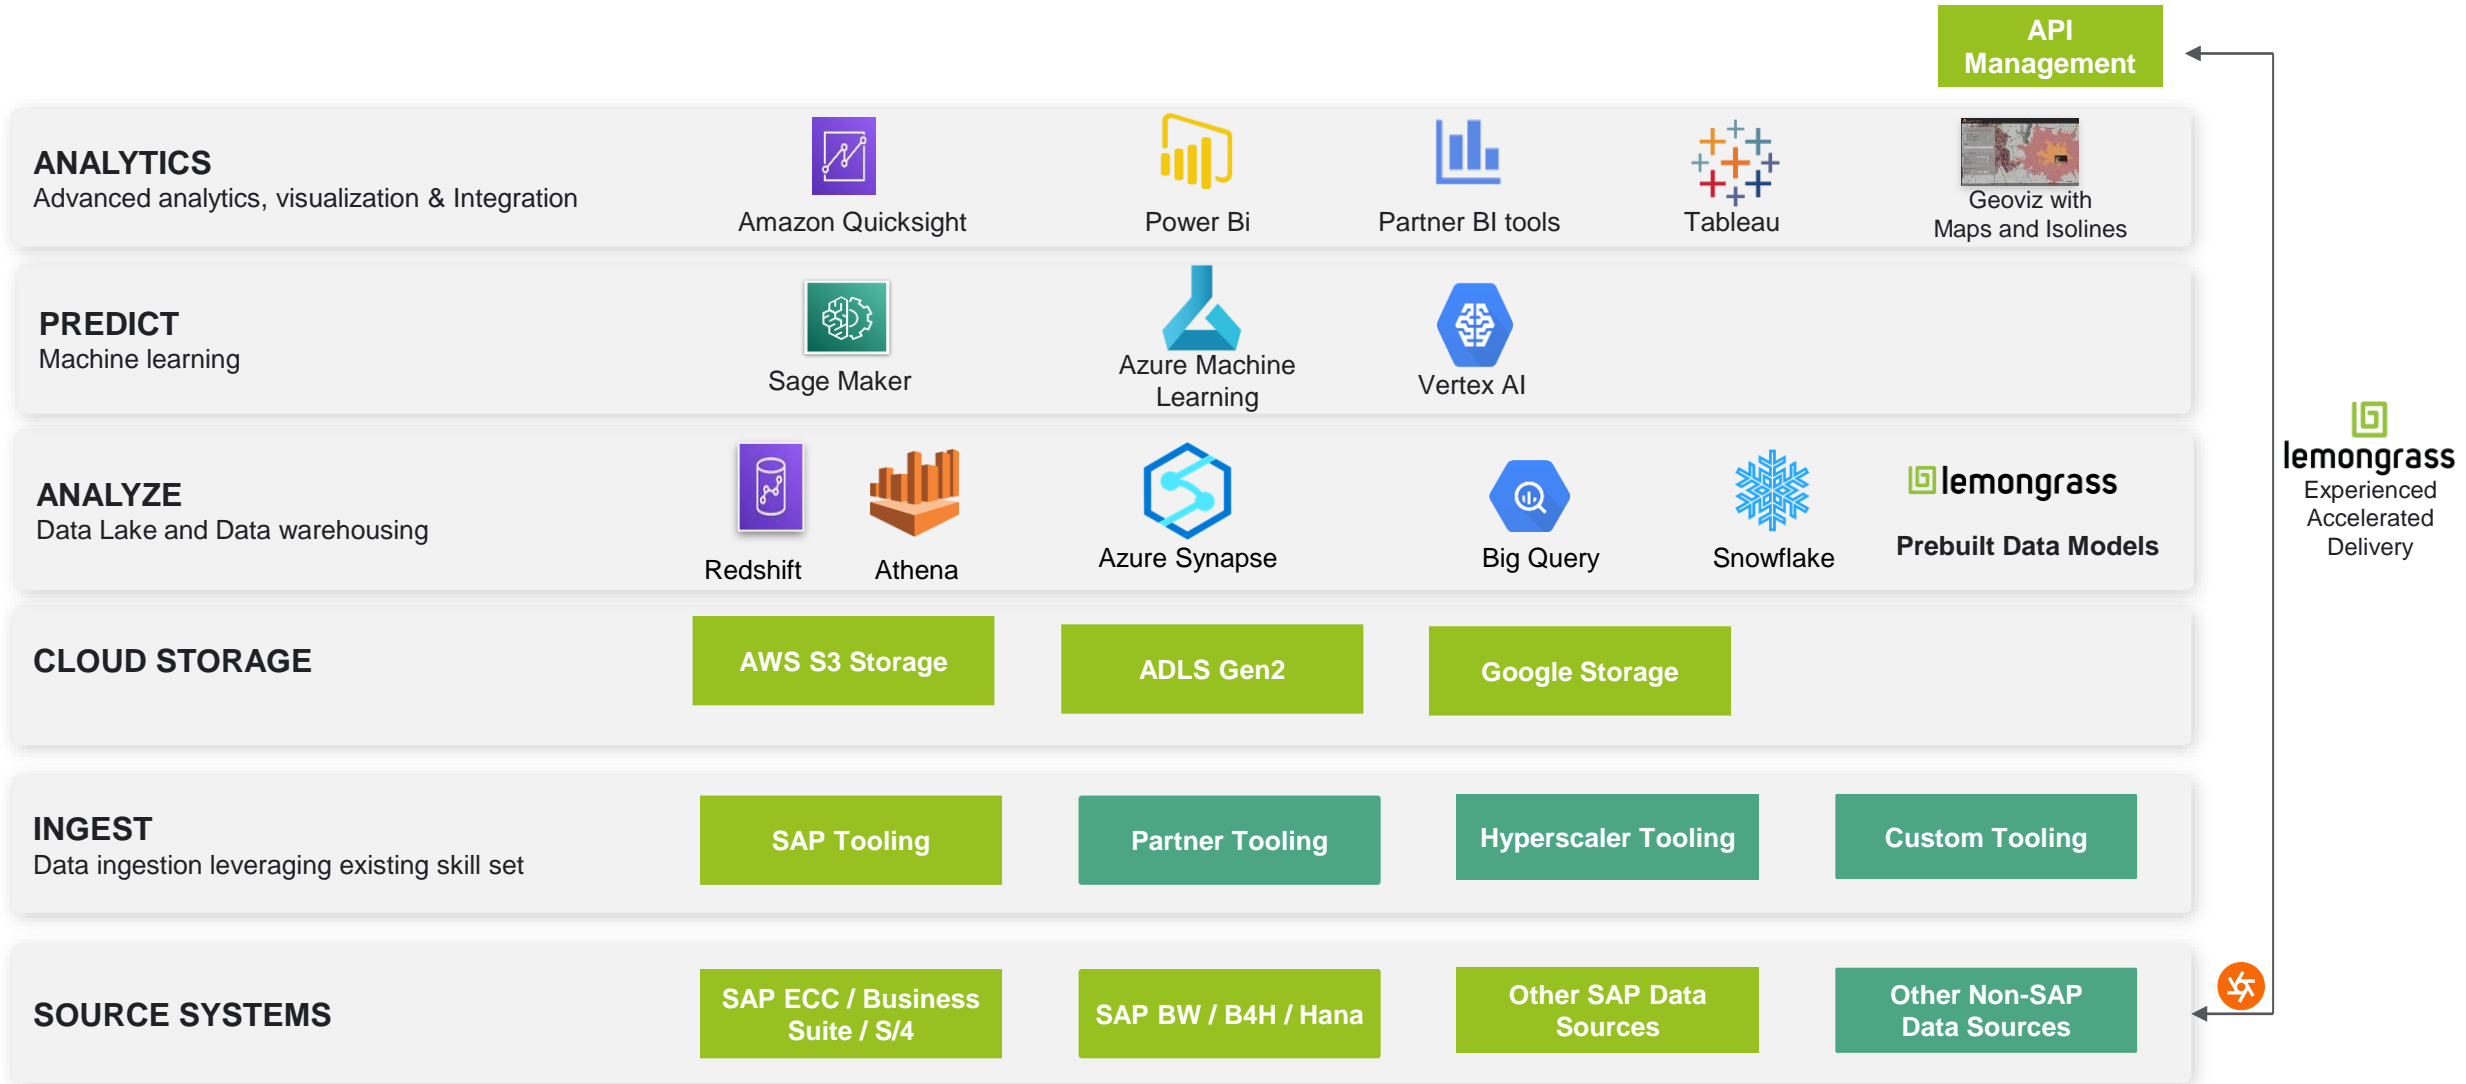 API
Management
ANALYTICS
Advanced analytics, visualization & Integration
Amazon Quicksight
Power Bi
Partner BI tools
Tableau
Geoviz with
Maps and Isolines
PREDICT
Machine learning
Sage Maker
Azure Machine
Learning
Vertex AI
ANALYZE
Data Lake and Data warehousing
Redshift
Athena
Azure Synapse
Big Query
Snowflake
lemongrass
Prebuilt Data Models
lemongrass
Experienced
Accelerated
Delivery
CLOUD STORAGE
AWS S3 Storage
ADLS Gen2
Google Storage
INGEST
Data ingestion leveraging existing skill set
SAP Tooling
Partner Tooling
Hyperscaler Tooling
Custom Tooling
SOURCE SYSTEMS
SAP ECC / Business
Suite / S/4
SAP BW / B4H / Hana
Other SAP Data
Sources
Other Non-SAP
Data Sources